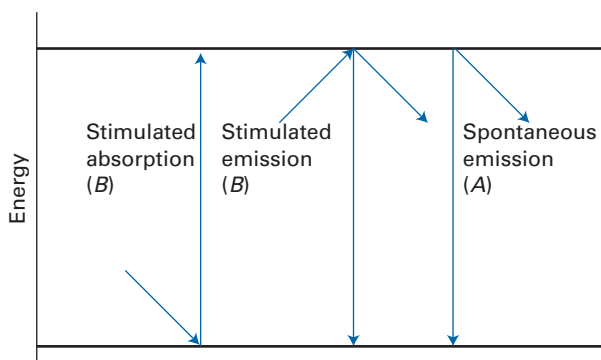 Energy
Stimulated
absorption
(B)
Stimulated
emission
(B)
Spontaneous
emission
(A)